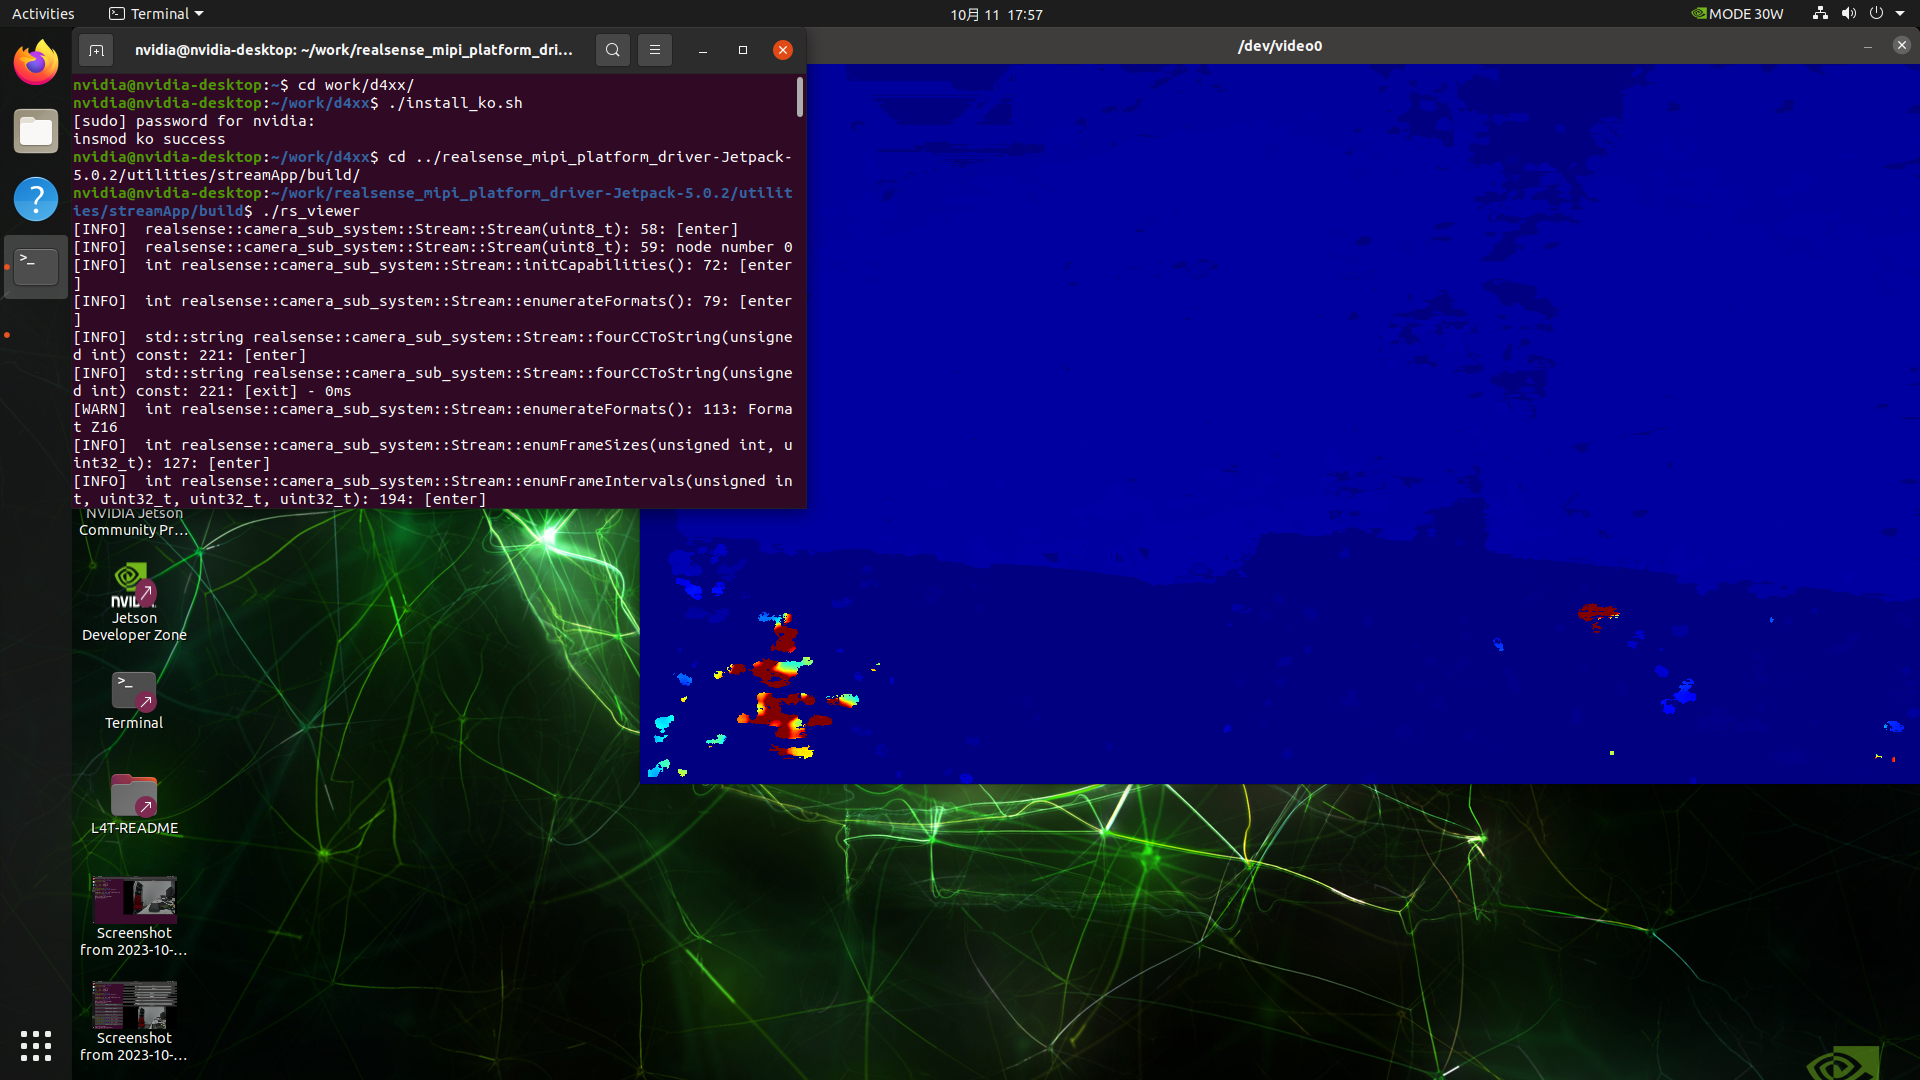 Activities
Terminal
10月 11 17:57
MODE 30W
nvidia@nvidia-desktop: ~/work/realsense_mipi_platform_dri...
/dev/video0
nvidia@nvidia-desktop:~$ cd work/d4xx/
nvidia@nvidia-desktop:~/work/d4xx$ ./install_ko.sh
[sudo] password for nvidia:
insmod ko success
nvidia@nvidia-desktop:~/work/d4xx$ cd ../realsense_mipi_platform_driver-Jetpack-
5.0.2/utilities/streamApp/build/
nvidia@nvidia-desktop:~/work/realsense_mipi_platform_driver-Jetpack-5.0.2/utilit
ies/streamApp/build$ ./rs_viewer
[INFO]  realsense::camera_sub_system::Stream::Stream(uint8_t): 58: [enter]
[INFO]  realsense::camera_sub_system::Stream::Stream(uint8_t): 59: node number 0
[INFO]  int realsense::camera_sub_system::Stream::initCapabilities(): 72: [enter
]
[INFO]  int realsense::camera_sub_system::Stream::enumerateFormats(): 79: [enter
]
[INFO]  std::string realsense::camera_sub_system::Stream::fourCCToString(unsigne
d int) const: 221: [enter]
[INFO]  std::string realsense::camera_sub_system::Stream::fourCCToString(unsigne
d int) const: 221: [exit] - 0ms
[WARN]  int realsense::camera_sub_system::Stream::enumerateFormats(): 113: Forma
t Z16
[INFO]  int realsense::camera_sub_system::Stream::enumFrameSizes(unsigned int, u
int32_t): 127: [enter]
[INFO]  int realsense::camera_sub_system::Stream::enumFrameIntervals(unsigned in
t, uint32_t, uint32_t, uint32_t): 194: [enter]
NVIDIA Jetson
Community Pr...
Jetson
Developer Zone
Terminal
L4T-README
Screenshot
from 2023-10-...
Screenshot
from 2023-10-...